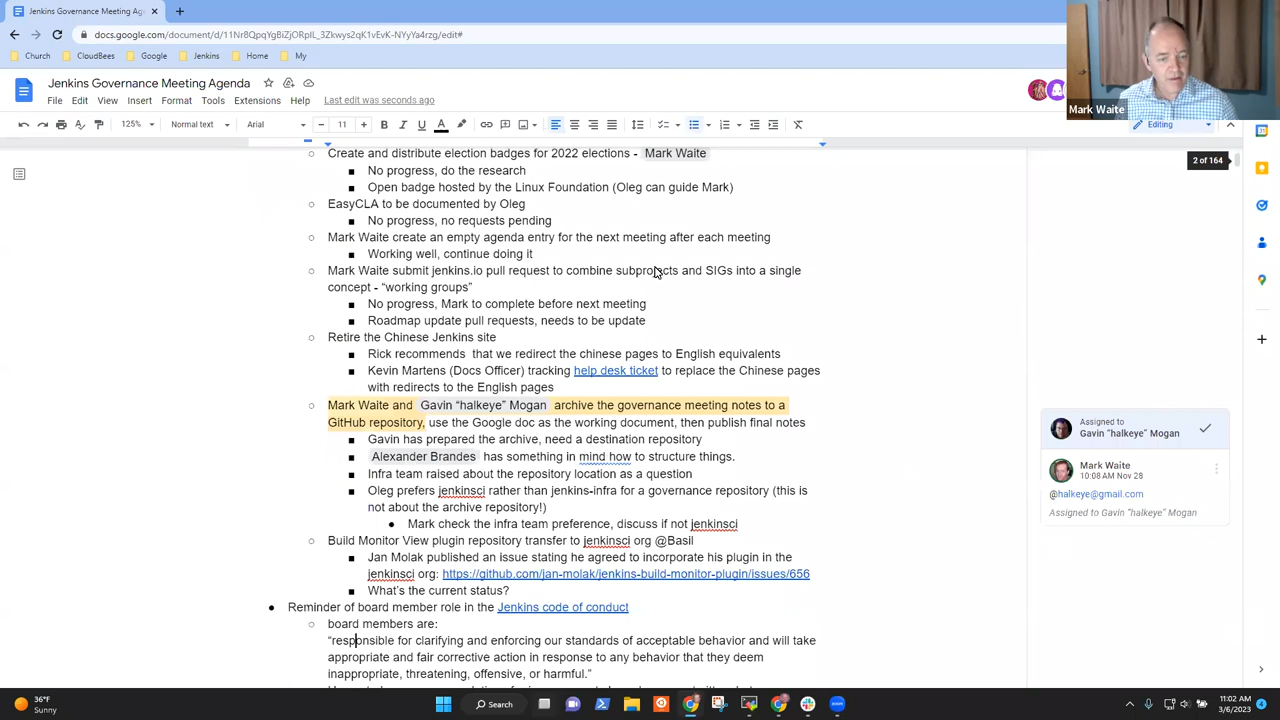 Jenkins Governance Meeting Ag
docs.google.com/document/d/11Nr8QpqYgBiZjORpIL_3Zkwys2qK1vEvK-NYyYa4rzg/edit#
Church
CloudBees
Google
Jenkins
Home
My
Jenkins Governance Meeting Agenda
File Edit View Insert Format Tools Extensions Help Last edit was seconds ago
125% Normal text Arial 11 Editing
Mark Waite
2 of 164
Create and distribute election badges for 2022 elections - Mark Waite
No progress, do the research
Open badge hosted by the Linux Foundation (Oleg can guide Mark)
EasyCLA to be documented by Oleg
No progress, no requests pending
Mark Waite create an empty agenda entry for the next meeting after each meeting
Working well, continue doing it
Mark Waite submit jenkins.io pull request to combine subprojects and SIGs into a single
concept - “working groups”
No progress, Mark to complete before next meeting
Roadmap update pull requests, needs to be update
Retire the Chinese Jenkins site
Rick recommends that we redirect the chinese pages to English equivalents
Kevin Martens (Docs Officer) tracking help desk ticket to replace the Chinese pages
with redirects to the English pages
Mark Waite and Gavin “halkeye” Mogan archive the governance meeting notes to a
GitHub repository, use the Google doc as the working document, then publish final notes
Gavin has prepared the archive, need a destination repository
Alexander Brandes has something in mind how to structure things.
Infra team raised about the repository location as a question
Oleg prefers jenkinsci rather than jenkins-infra for a governance repository (this is
not about the archive repository!)
Mark check the infra team preference, discuss if not jenkinsci
Build Monitor View plugin repository transfer to jenkinsci org @Basil
Jan Molak published an issue stating he agreed to incorporate his plugin in the
jenkinsci org: https://github.com/jan-molak/jenkins-build-monitor-plugin/issues/656
What’s the current status?
Reminder of board member role in the Jenkins code of conduct
board members are:
“responsible for clarifying and enforcing our standards of acceptable behavior and will take
appropriate and fair corrective action in response to any behavior that they deem
inappropriate, threatening, offensive, or harmful.”
Assigned to
Gavin “halkeye” Mogan
Mark Waite
10:08 AM Nov 28
@halkeye@gmail.com
Assigned to Gavin “halkeye” Mogan
36°F
Sunny
Search
11:02 AM
3/6/2023